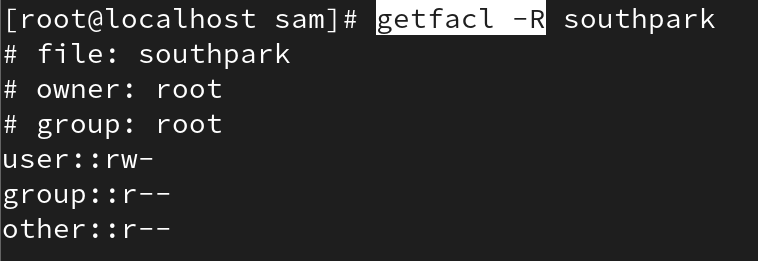 [root@localhost sam]# getfacl -R southpark
# file: southpark
# owner: root
# group: root
user::rw-
group::r--
other::r--